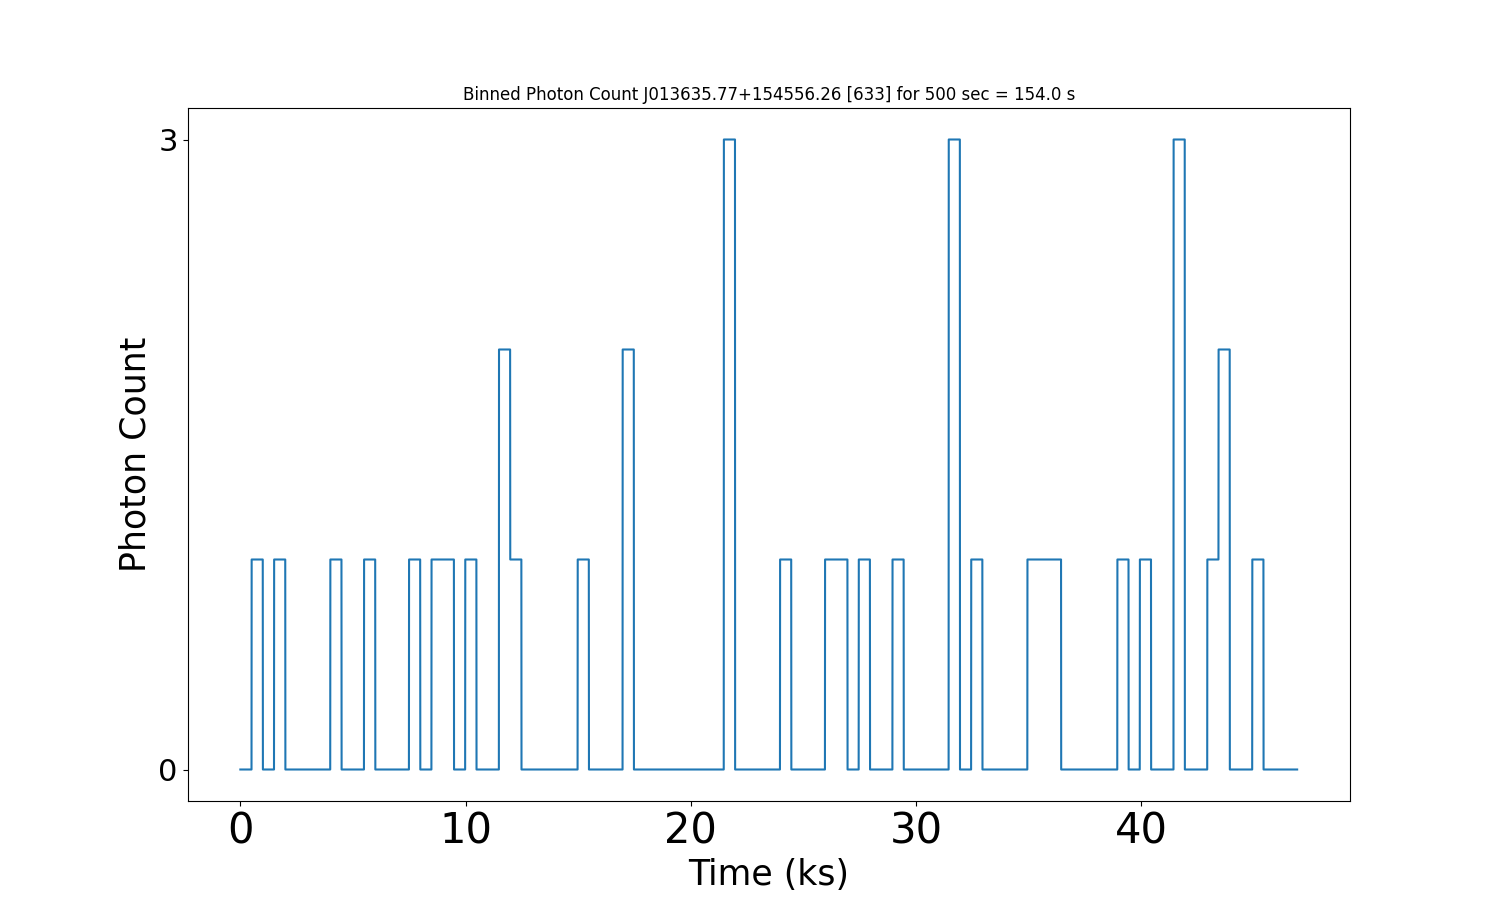 Binned Photon Count J013635.77+154556.26 [633] for 500 sec = 154.0 s
3
Photon Count
0
0 10 20 30 40
Time (ks)